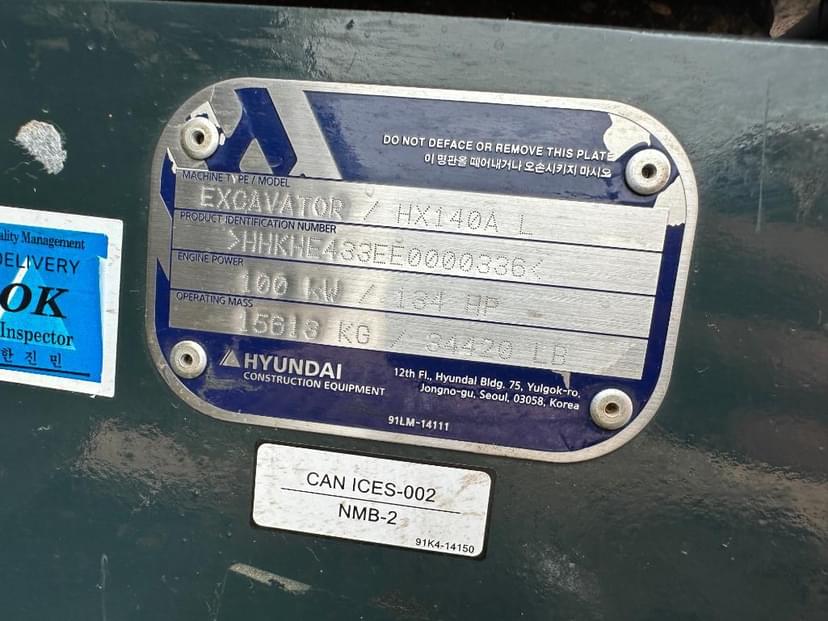 DO NOT DEFACE OR REMOVE THIS PLATE
이 명판을 떼어내거나 오손시키지 마시오
MACHINE TYPE / MODEL
EXCAVATOR / HX140A L
PRODUCT IDENTIFICATION NUMBER
>HHKHE433EE0000336<
ENGINE POWER
100 kW / 134 HP
OPERATING MASS
15613 KG / 34420 LB
HYUNDAI
CONSTRUCTION EQUIPMENT
12th Fl., Hyundai Bldg. 75, Yulgok-ro,
Jongno-gu, Seoul, 03058, Korea
91LM-14111
ality Management
DELIVERY
OK
Inspector
한 진 민
CAN ICES-002
NMB-2
91K4-14150